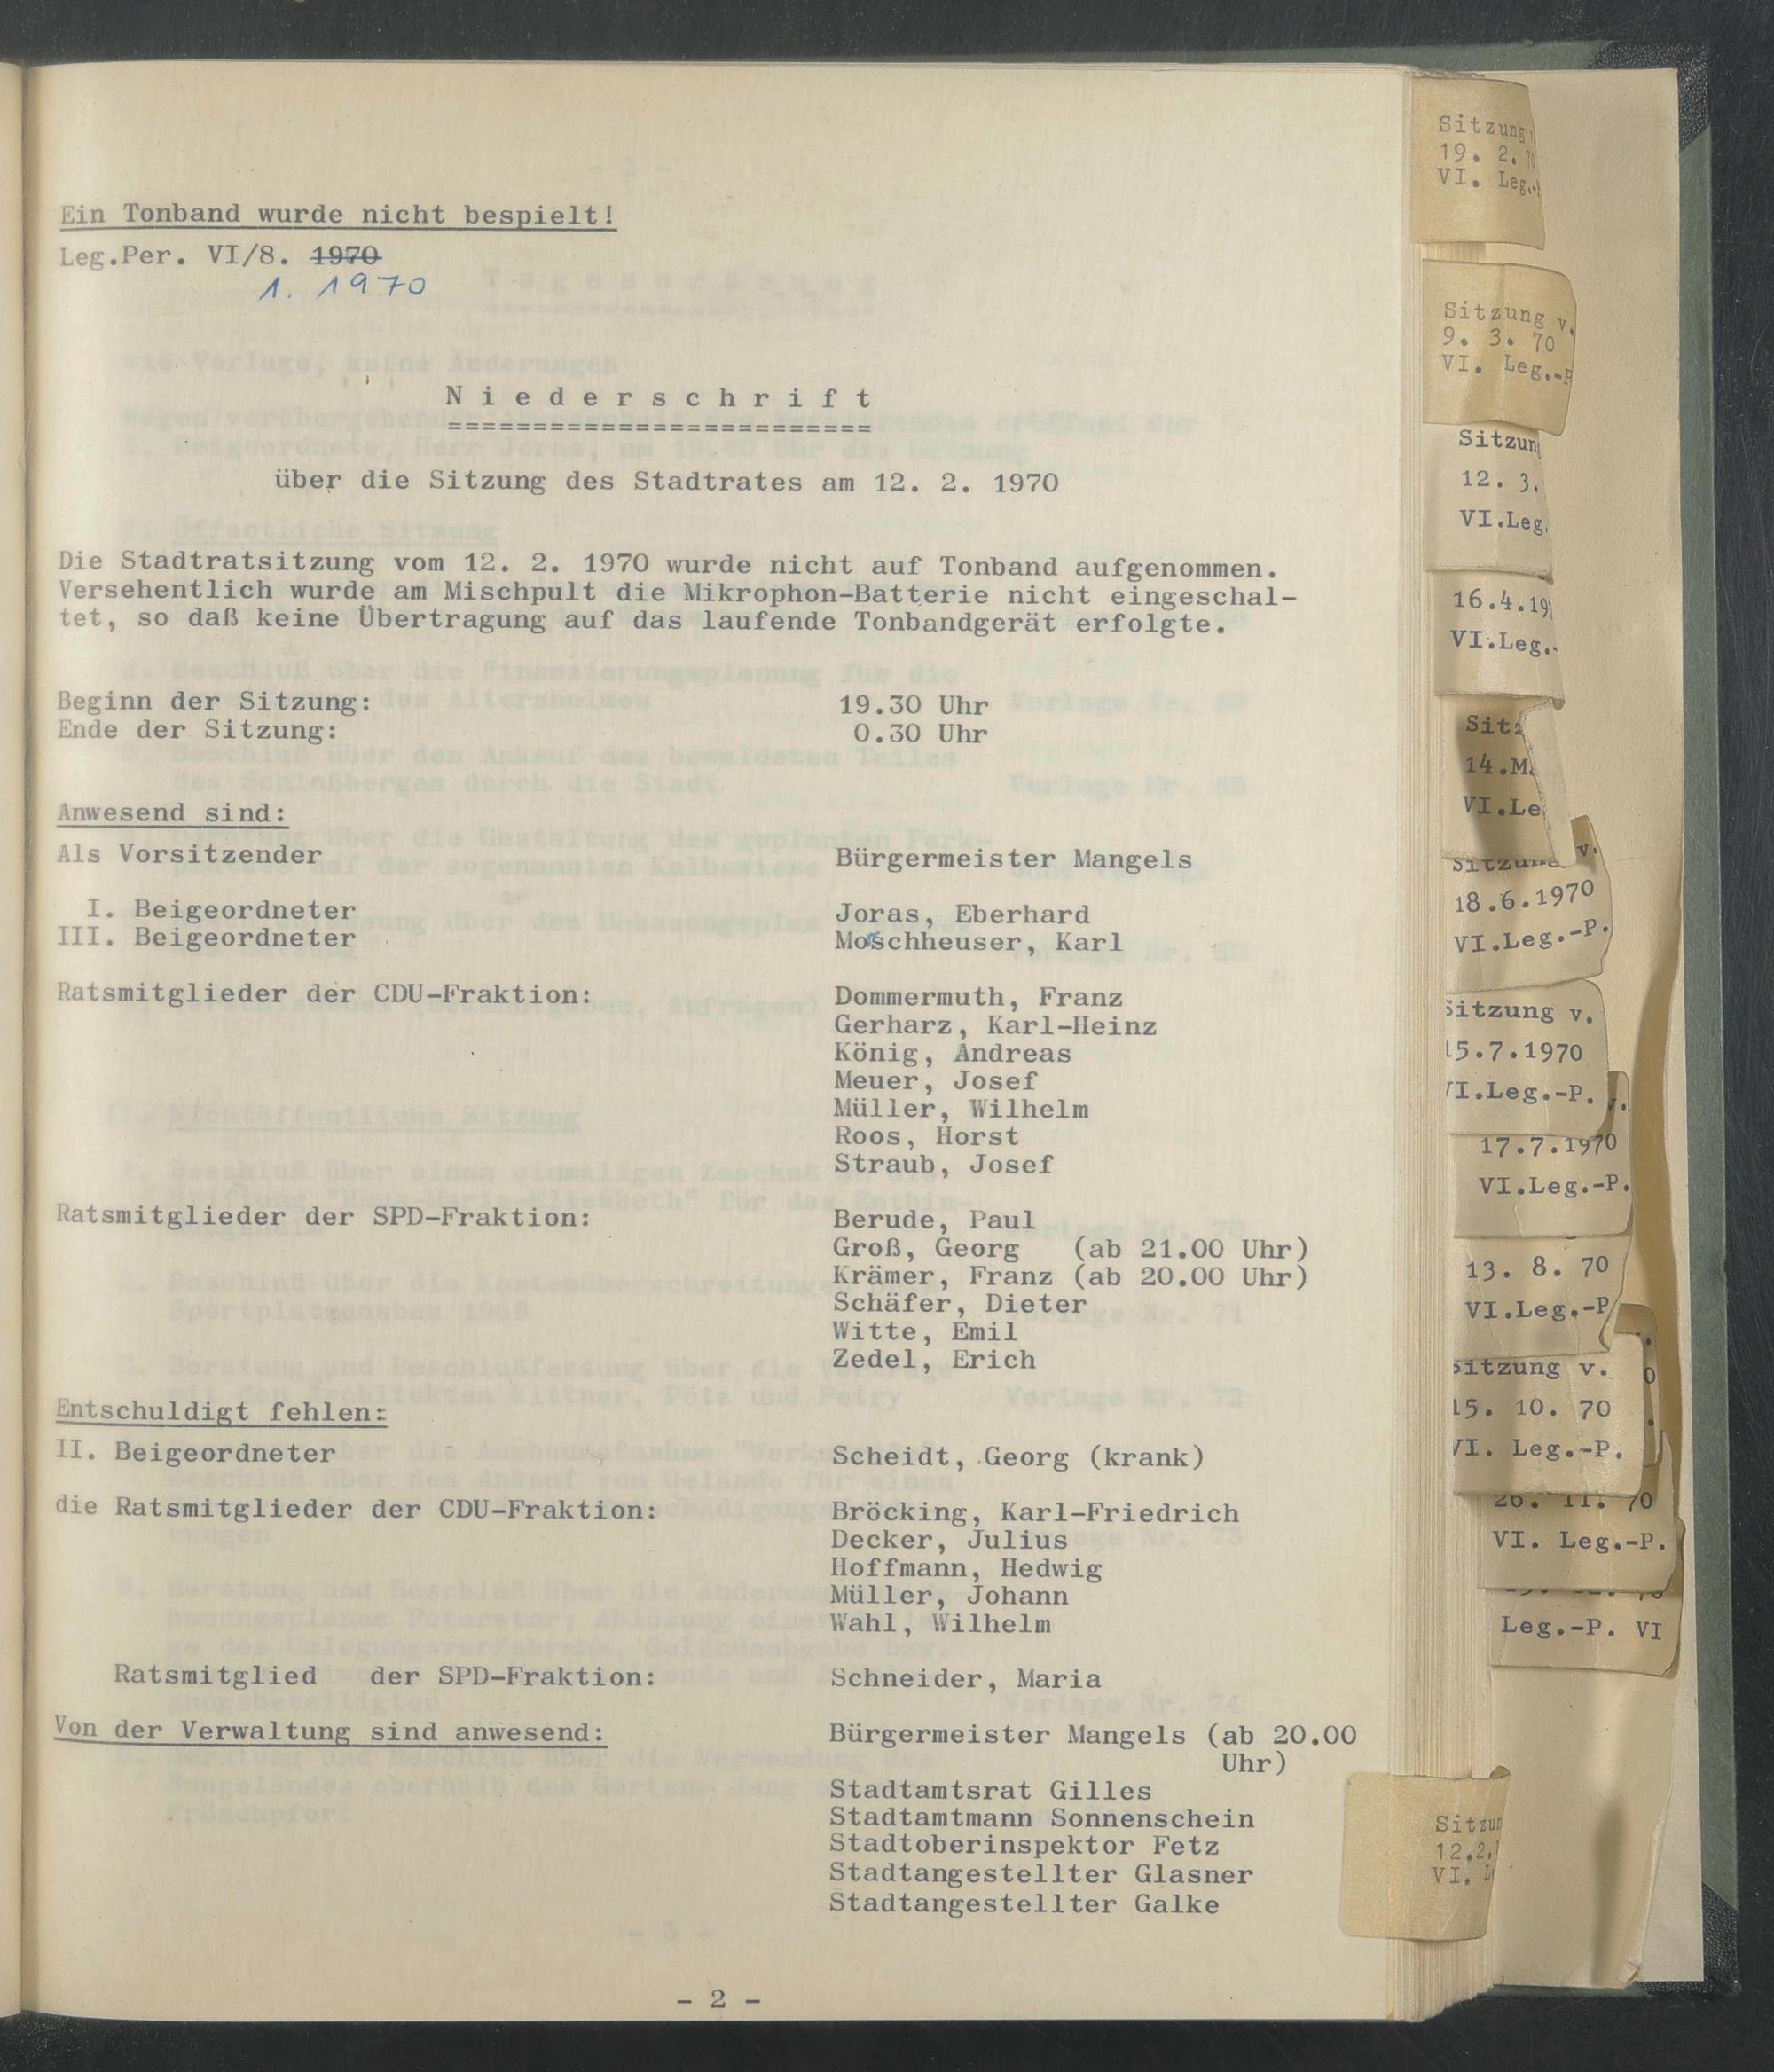 Ein Tonband wurde nicht bespielt!
Leg.Per. VI/8. 1970
1. 1970
Niederschrift
=========================
über die Sitzung des Stadtrates am 12. 2. 1970
Die Stadtratsitzung vom 12. 2. 1970 wurde nicht auf Tonband aufgenommen.
Versehentlich wurde am Mischpult die Mikrophon-Batterie nicht eingeschal-
tet, so daß keine Übertragung auf das laufende Tonbandgerät erfolgte.
Beginn der Sitzung: 19.30 Uhr
Ende der Sitzung: 0.30 Uhr
Anwesend sind:
Als Vorsitzender Bürgermeister Mangels
I. Beigeordneter Joras, Eberhard
III. Beigeordneter Morschheuser, Karl
Ratsmitglieder der CDU-Fraktion: Dommermuth, Franz
Gerharz, Karl-Heinz
König, Andreas
Meuer, Josef
Müller, Wilhelm
Roos, Horst
Straub, Josef
Ratsmitglieder der SPD-Fraktion: Berude, Paul
Groß, Georg (ab 21.00 Uhr)
Krämer, Franz (ab 20.00 Uhr)
Schäfer, Dieter
Witte, Emil
Zedel, Erich
Entschuldigt fehlen:
II. Beigeordneter Scheidt, Georg (krank)
die Ratsmitglieder der CDU-Fraktion: Bröcking, Karl-Friedrich
Decker, Julius
Hoffmann, Hedwig
Müller, Johann
Wahl, Wilhelm
Ratsmitglied der SPD-Fraktion: Schneider, Maria
Von der Verwaltung sind anwesend: Bürgermeister Mangels (ab 20.00
Uhr)
Stadtamtsrat Gilles
Stadtamtmann Sonnenschein
Stadtoberinspektor Fetz
Stadtangestellter Glasner
Stadtangestellter Galke
- 2 -
Sitzung
19. 2.
VI. Leg.
Sitzung v.
9. 3. 70
VI. Leg.-P
Sitzung
12. 3.
VI.Leg.
16.4.19
VI.Leg.-
14.
VI.Le
Sitzung v.
18.6.1970
VI.Leg.-P.
Sitzung v.
15.7.1970
VI.Leg.-P.
17.7.1970
VI.Leg.-P.
13. 8. 70
VI.Leg.-P
Sitzung v.
15. 10. 70
VI. Leg.-P.
26. 11. 70
VI. Leg.-P.
Leg.-P. VI
12.2.
VI.